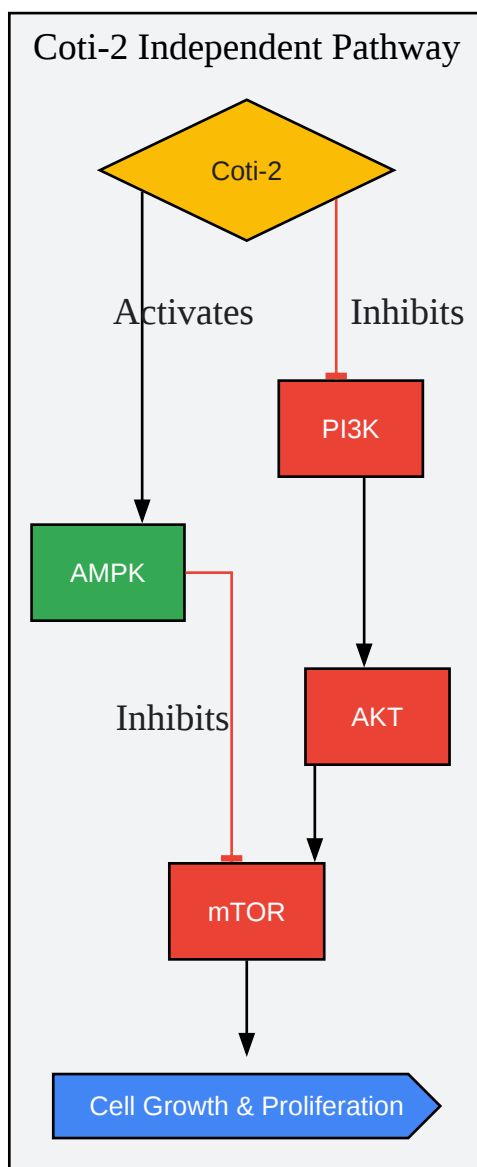 Coti-2 Independent Pathway
Coti-2
Activates
Inhibits
PI3K
AMPK
Inhibits
AKT
mTOR
Cell Growth & Proliferation